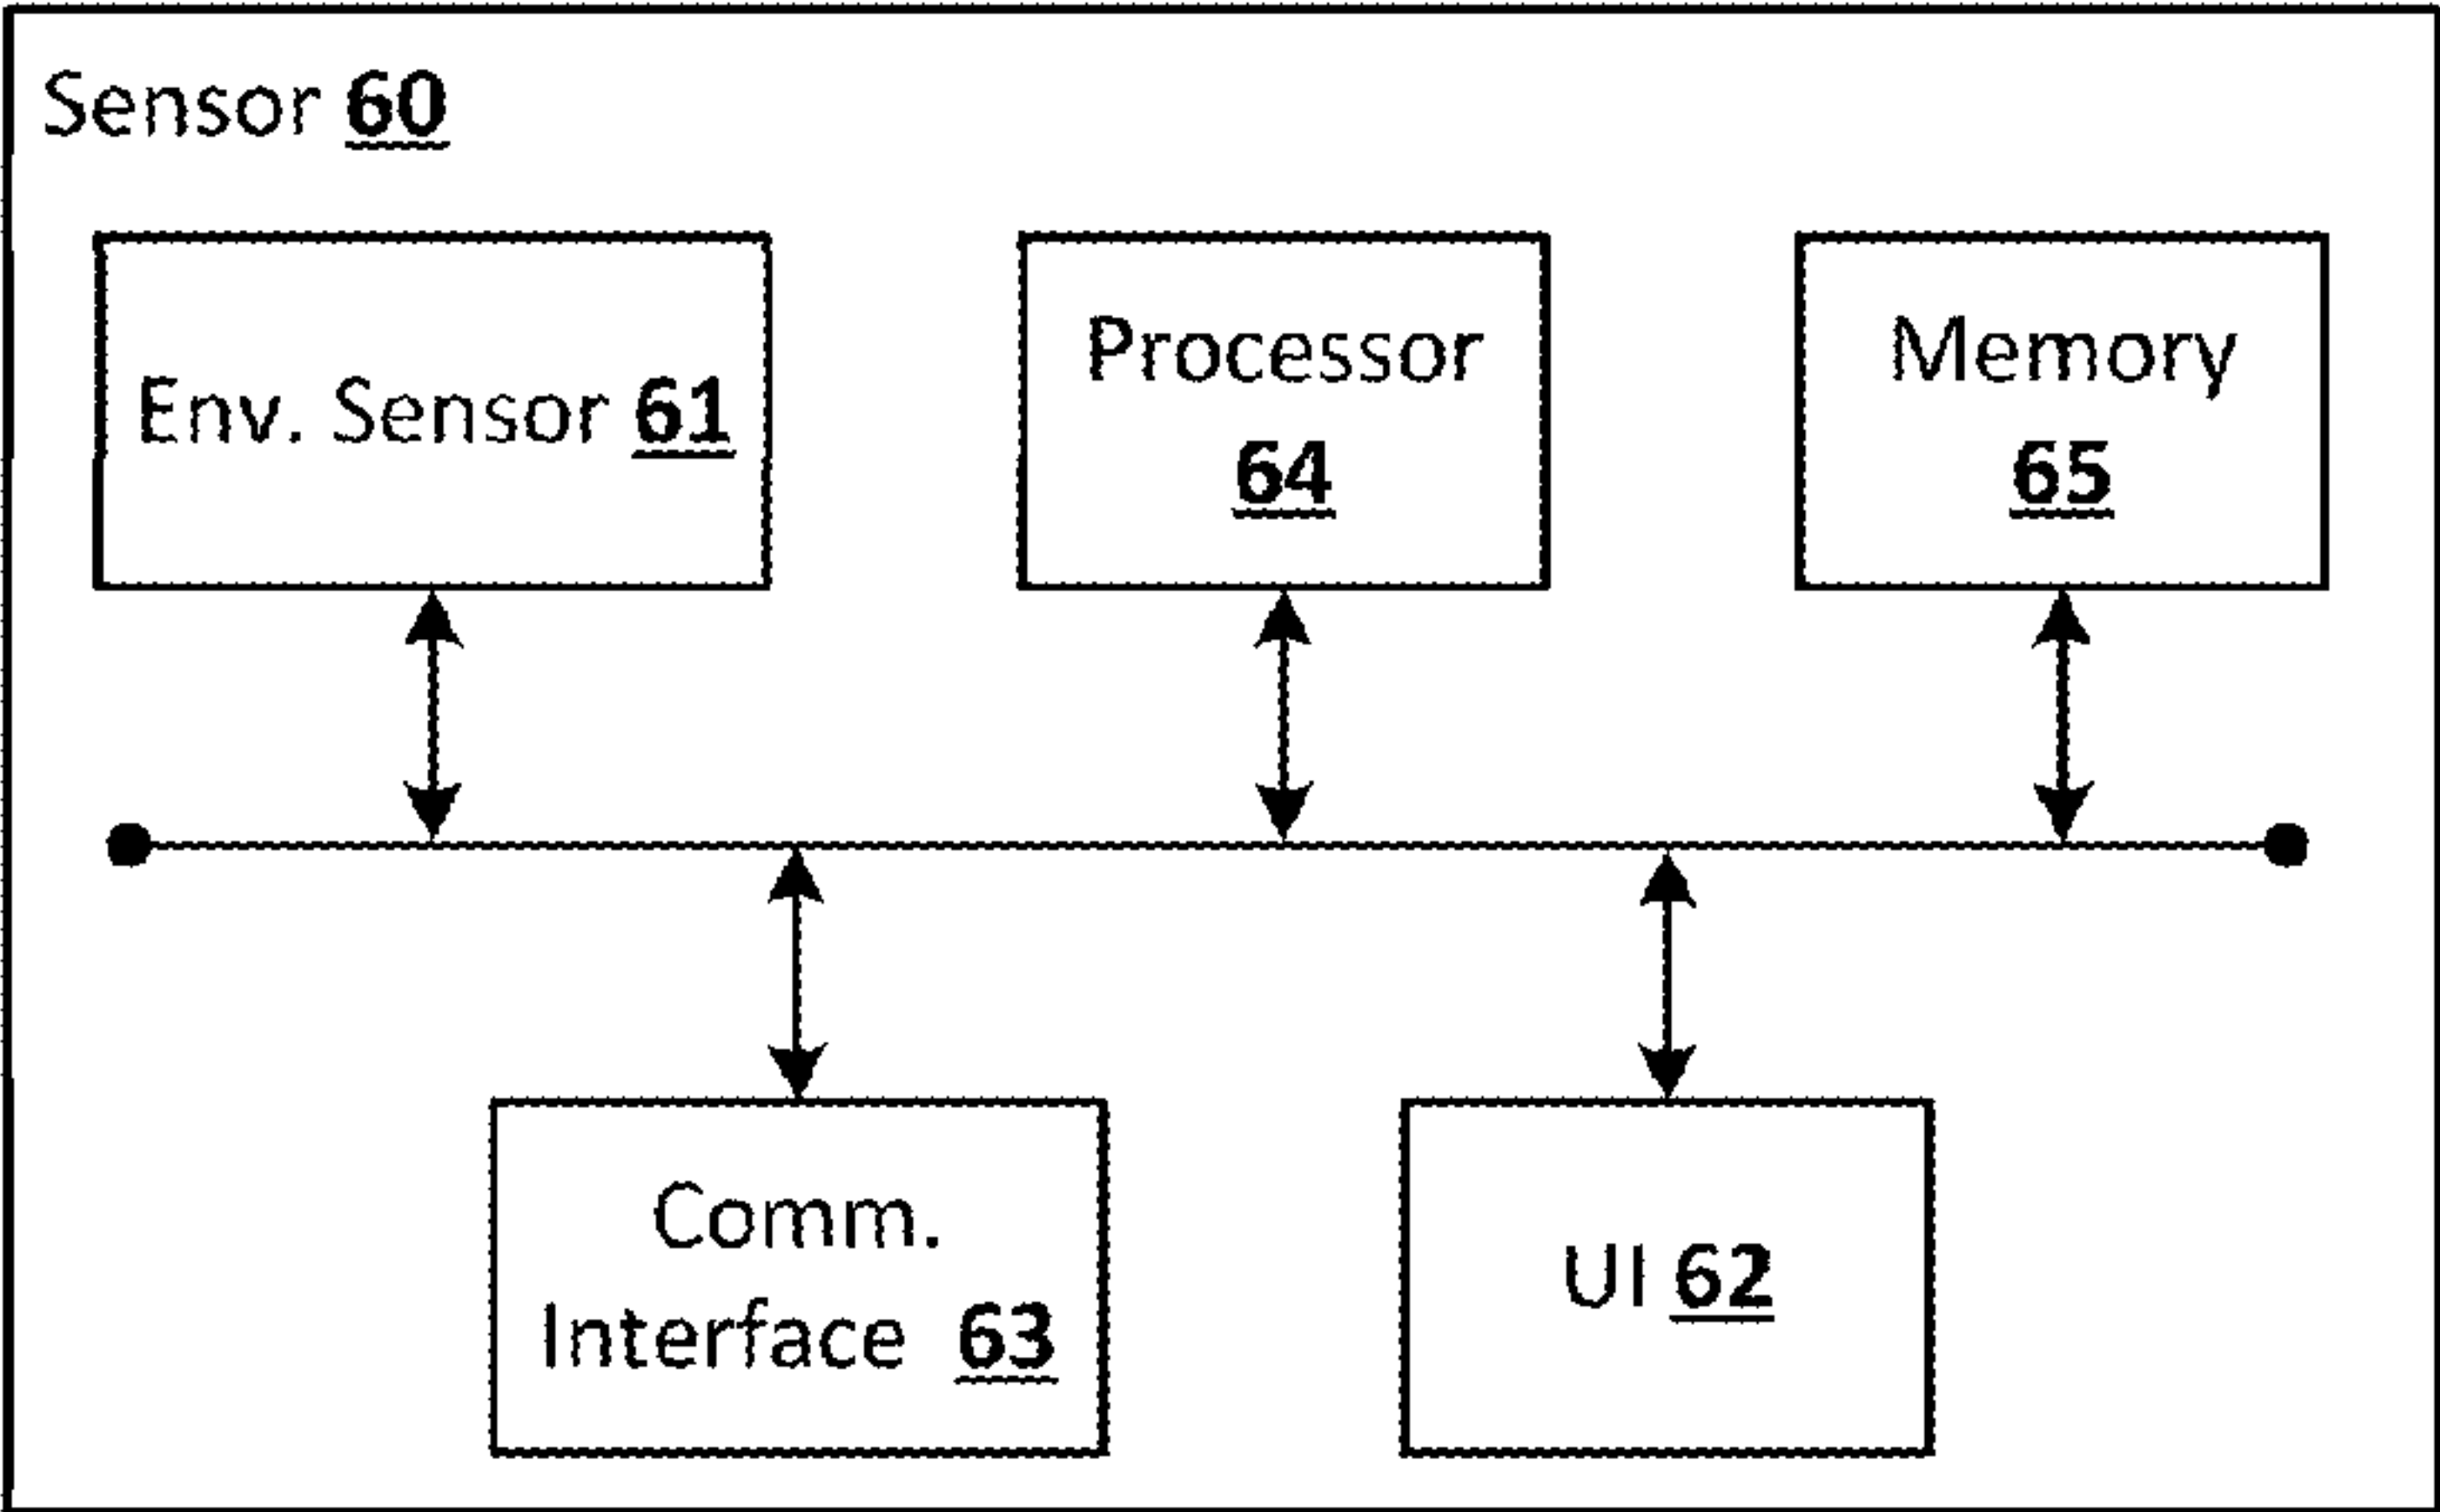 Sensor 60
Env. Sensor 61
Processor
64
Memory
65
Comm.
Interface 63
UI 62